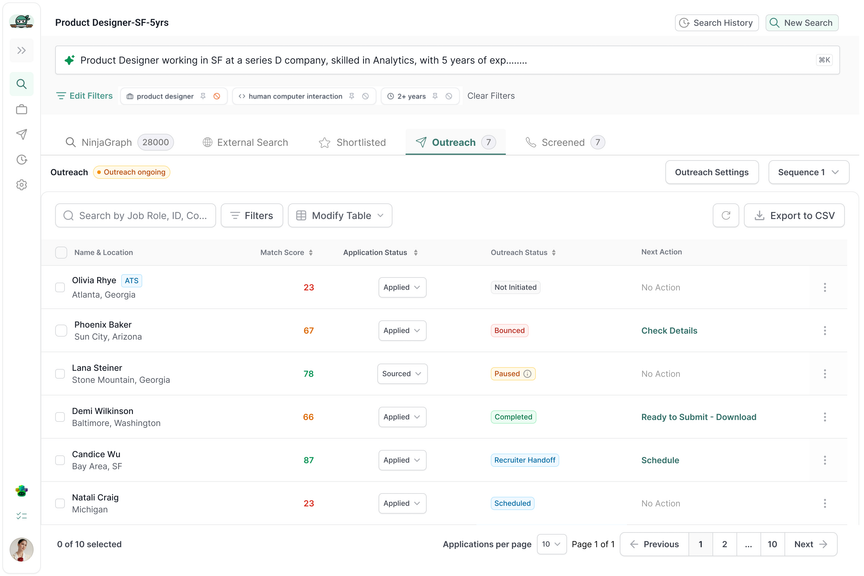 Product Designer-SF-5yrs
Search History
New Search
Product Designer working in SF at a series D company, skilled in Analytics, with 5 years of exp........
⌘K
Edit Filters
product designer
human computer interaction
2+ years
Clear Filters
NinjaGraph 28000
External Search
Shortlisted
Outreach 7
Screened 7
Outreach
Outreach ongoing
Outreach Settings
Sequence 1
Search by Job Role, ID, Co...
Filters
Modify Table
Export to CSV
Name & Location
Match Score
Application Status
Outreach Status
Next Action
Olivia Rhye ATS
Atlanta, Georgia
23
Applied
Not Initiated
No Action
Phoenix Baker
Sun City, Arizona
67
Applied
Bounced
Check Details
Lana Steiner
Stone Mountain, Georgia
78
Sourced
Paused
No Action
Demi Wilkinson
Baltimore, Washington
66
Applied
Completed
Ready to Submit - Download
Candice Wu
Bay Area, SF
87
Applied
Recruiter Handoff
Schedule
Natali Craig
Michigan
23
Applied
Scheduled
No Action
0 of 10 selected
Applications per page
10
Page 1 of 1
Previous
1
2
...
10
Next